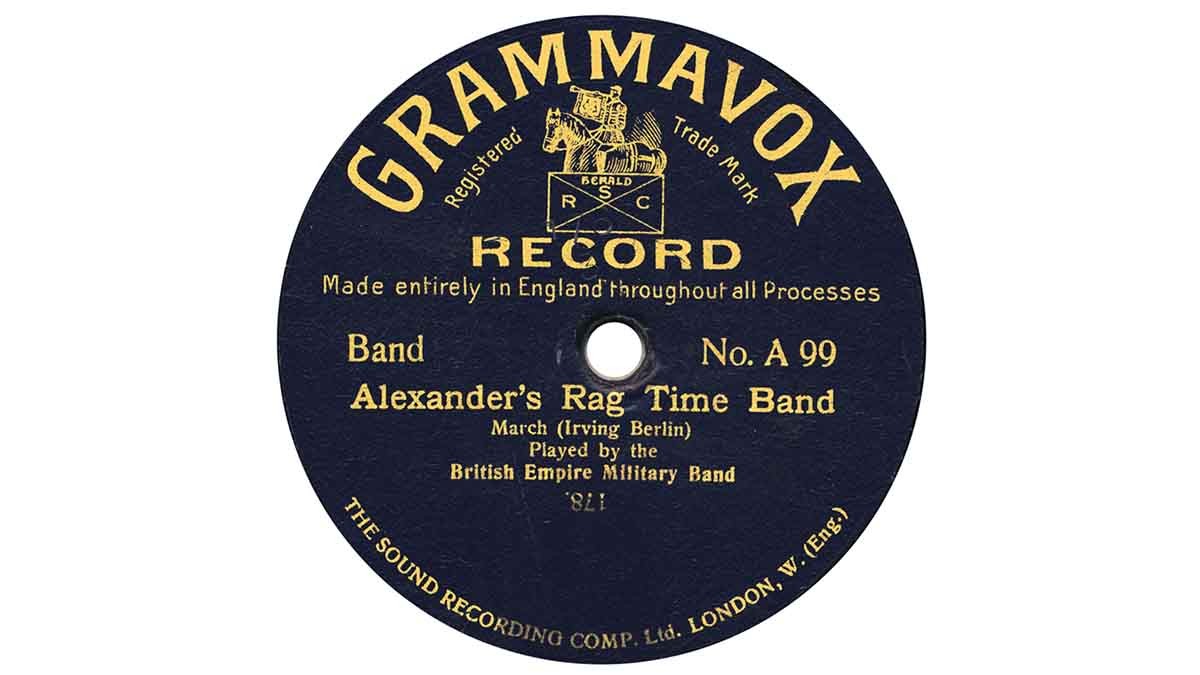 GRAMMAVOX
Registered Trade Mark
HERALD
R S C
RECORD
Made entirely in England throughout all Processes
Band No. A 99
Alexander's Rag Time Band
March (Irving Berlin)
Played by the
British Empire Military Band
178.
THE SOUND RECORDING COMP. Ltd. LONDON, W. (Eng.)